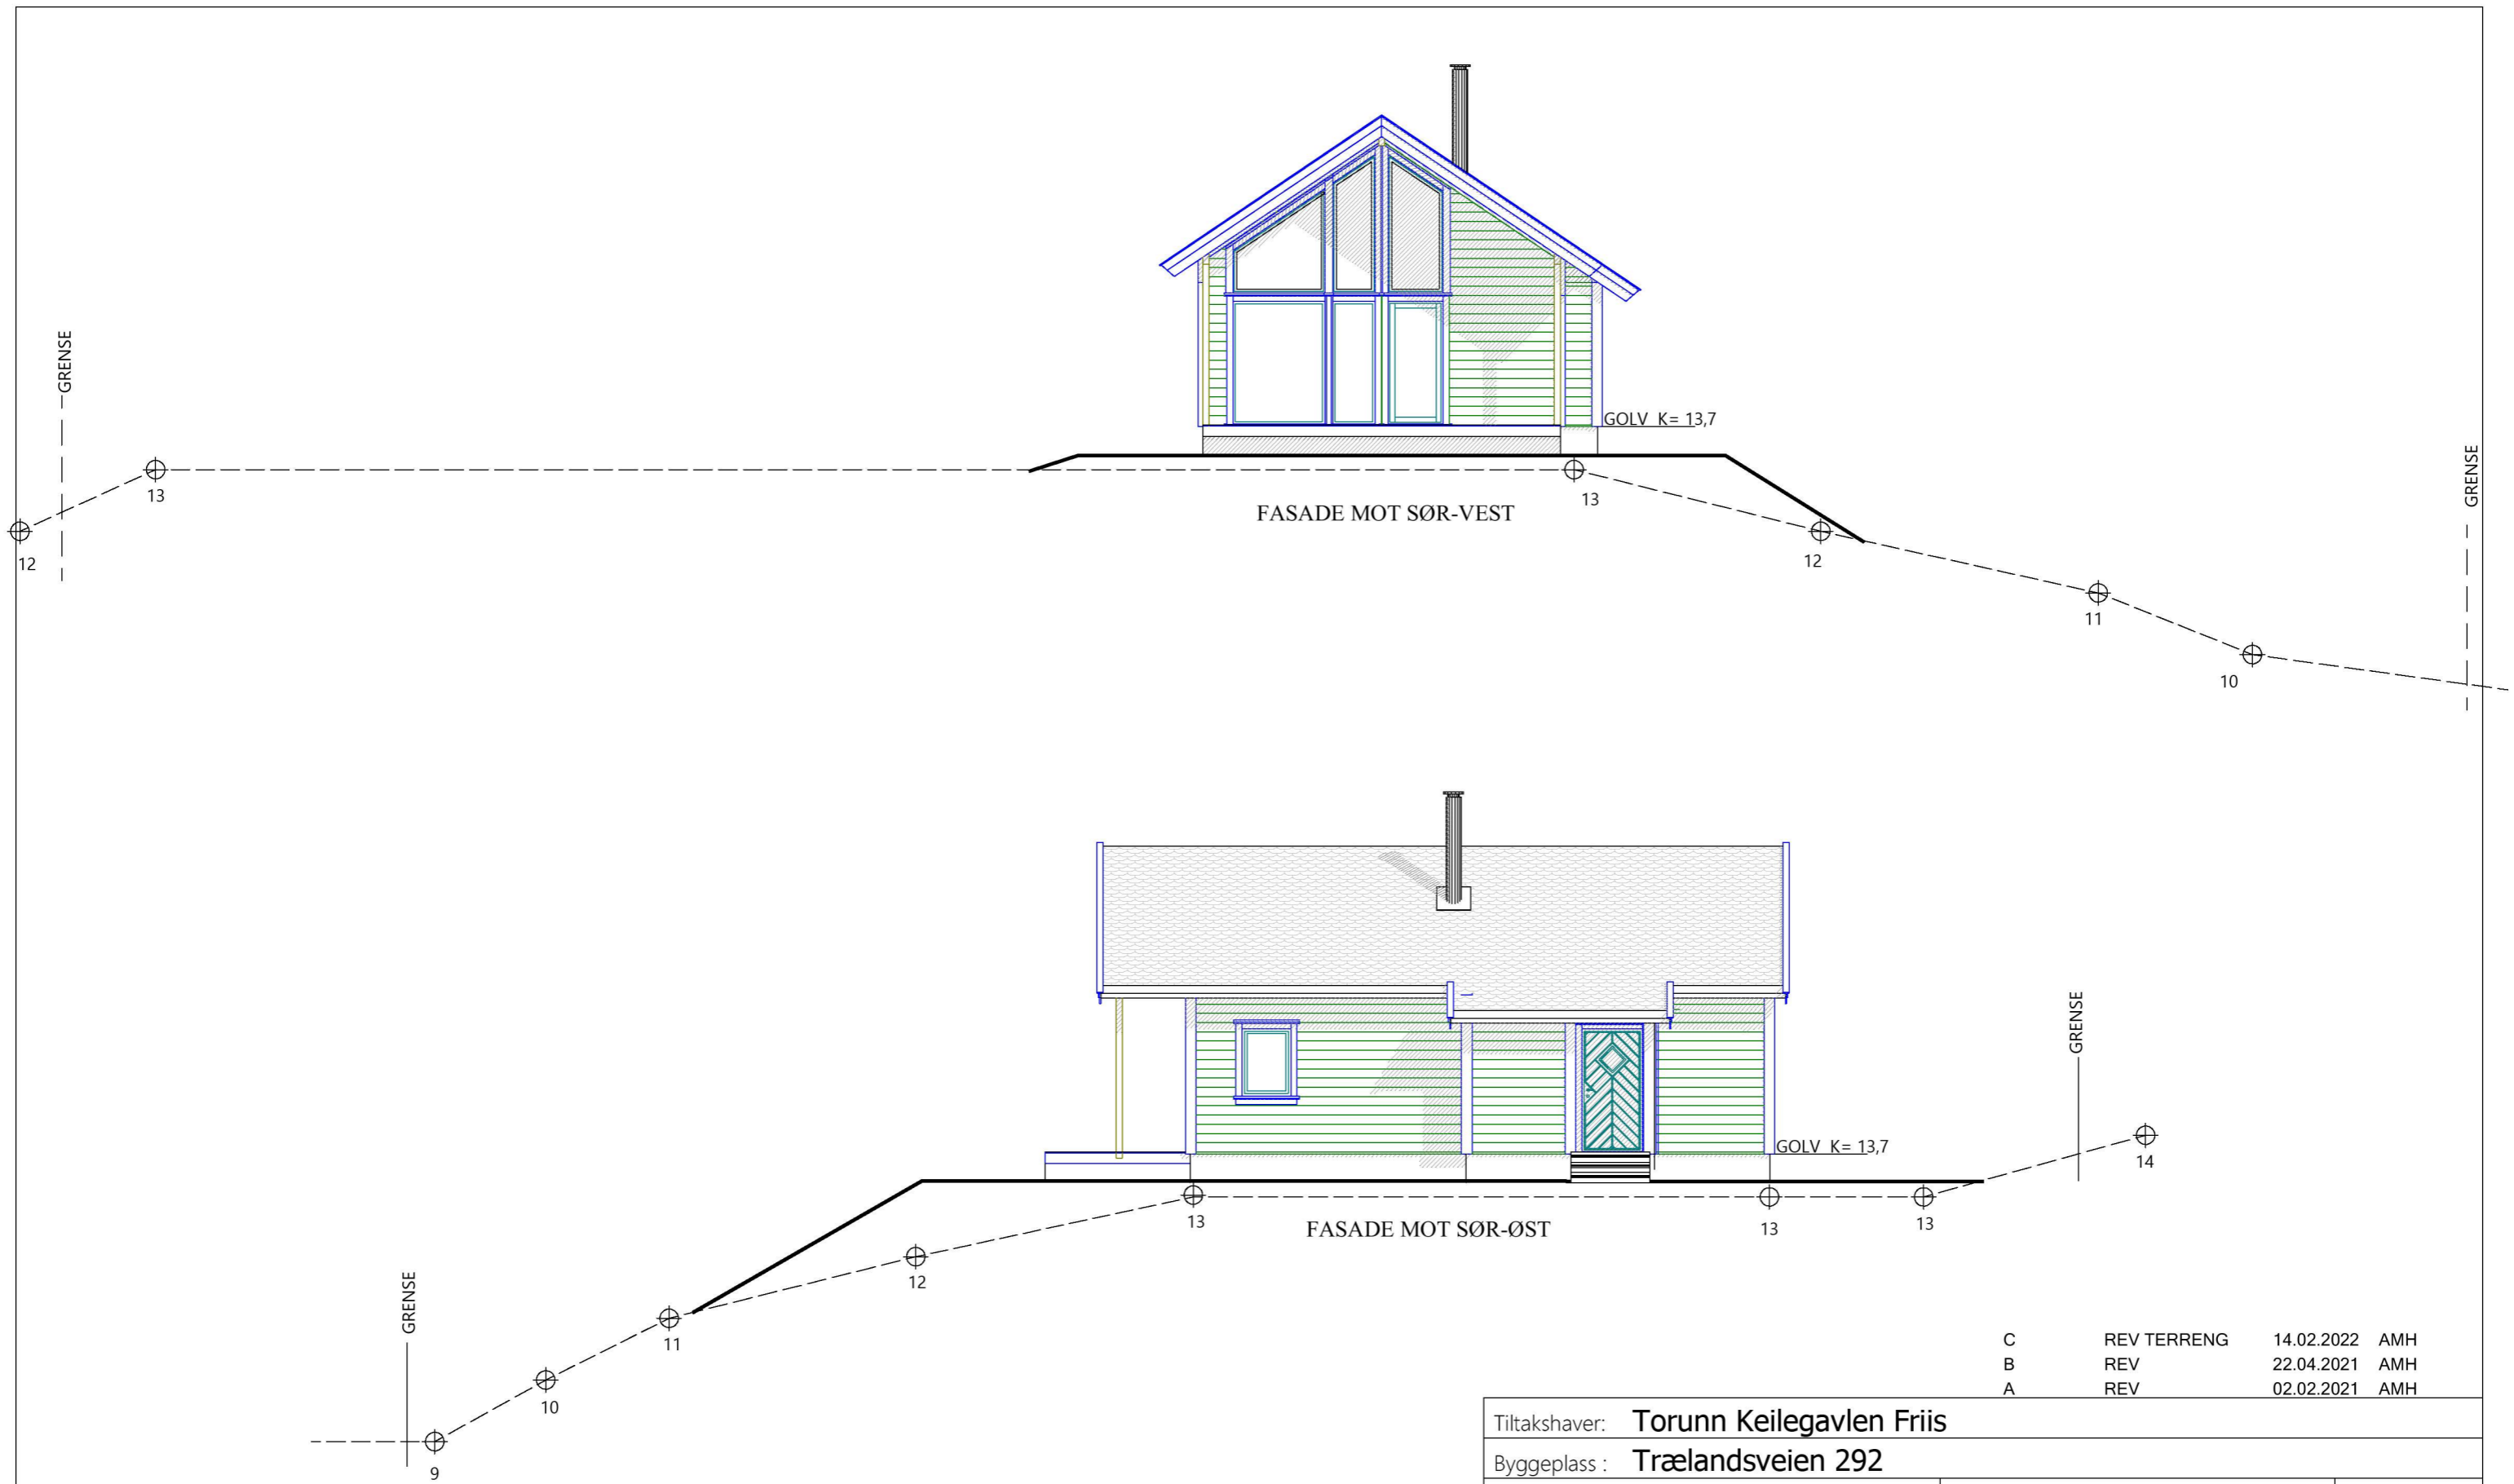 GRENSE
GOLV K= 13,7
GRENSE
13
13
FASADE MOT SØR-VEST
12
12
11
10
GRENSE
GOLV K= 13,7
14
13
13
13
FASADE MOT SØR-ØST
12
GRENSE
11
10
9
C REV TERRENG 14.02.2022 AMH
B REV 22.04.2021 AMH
A REV 02.02.2021 AMH
Tiltakshaver: Torunn Keilegavlen Friis
Byggeplass : Trælandsveien 292